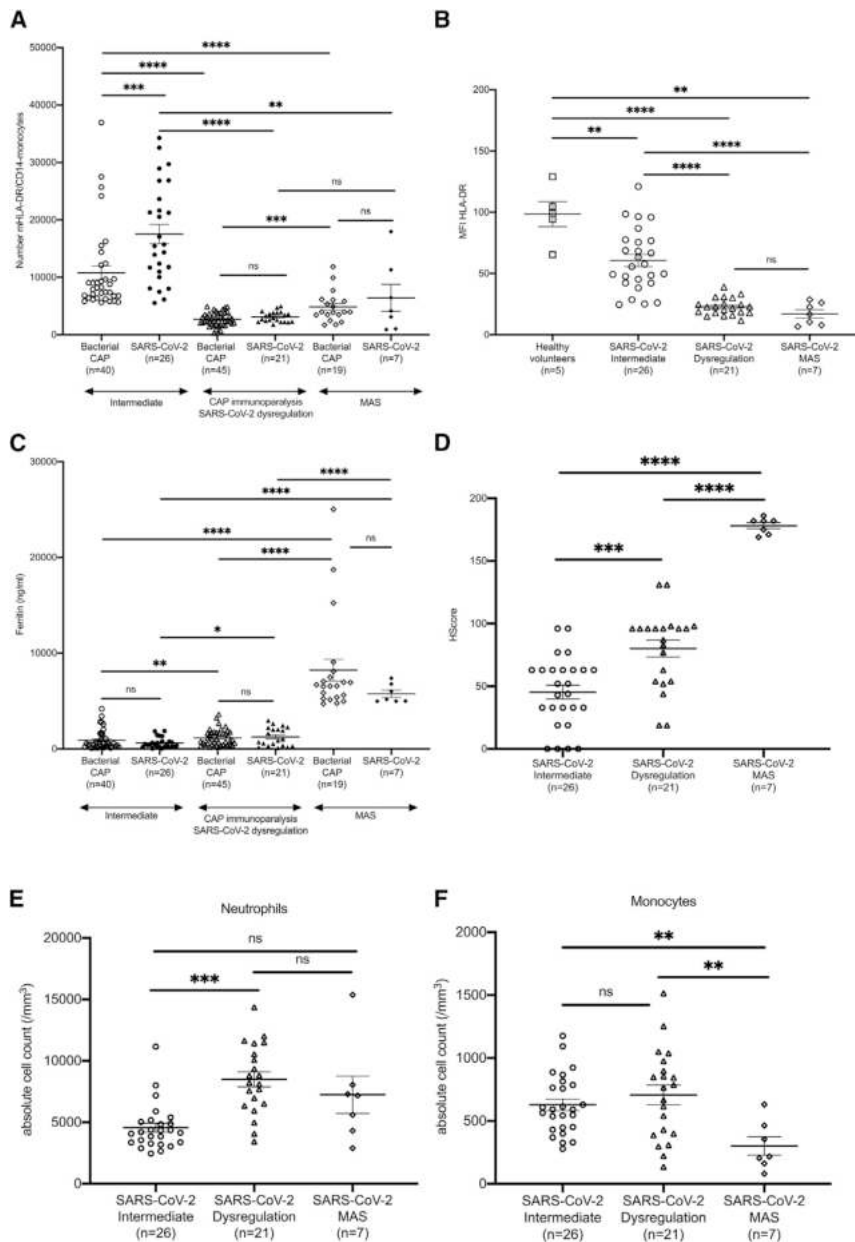 A
50000
40000
30000
20000
10000
0
Number mHLA-DR/CD14-monocytes
****
****
***
**
****
ns
***
ns
ns
Bacterial CAP (n=40)
SARS-CoV-2 (n=26)
Bacterial CAP (n=45)
SARS-CoV-2 (n=21)
Bacterial CAP (n=19)
SARS-CoV-2 (n=7)
Intermediate
CAP immunoparalysis
SARS-CoV-2 dysregulation
MAS
B
200
150
100
50
0
MFI HLA-DR
**
****
**
****
****
ns
Healthy volunteers (n=5)
SARS-CoV-2 Intermediate (n=26)
SARS-CoV-2 Dysregulation (n=21)
SARS-CoV-2 MAS (n=7)
C
30000
20000
10000
0
Ferritin (ng/ml)
****
****
****
****
ns
*
**
ns
ns
Bacterial CAP (n=40)
SARS-CoV-2 (n=26)
Bacterial CAP (n=45)
SARS-CoV-2 (n=21)
Bacterial CAP (n=19)
SARS-CoV-2 (n=7)
Intermediate
CAP immunoparalysis
SARS-CoV-2 dysregulation
MAS
D
200
150
100
50
0
HScore
****
****
***
SARS-CoV-2 Intermediate (n=26)
SARS-CoV-2 Dysregulation (n=21)
SARS-CoV-2 MAS (n=7)
E
Neutrophils
20000
15000
10000
5000
0
absolute cell count (/mm³)
ns
ns
***
SARS-CoV-2 Intermediate (n=26)
SARS-CoV-2 Dysregulation (n=21)
SARS-CoV-2 MAS (n=7)
F
Monocytes
2000
1500
1000
500
0
absolute cell count (/mm³)
**
**
ns
SARS-CoV-2 Intermediate (n=26)
SARS-CoV-2 Dysregulation (n=21)
SARS-CoV-2 MAS (n=7)